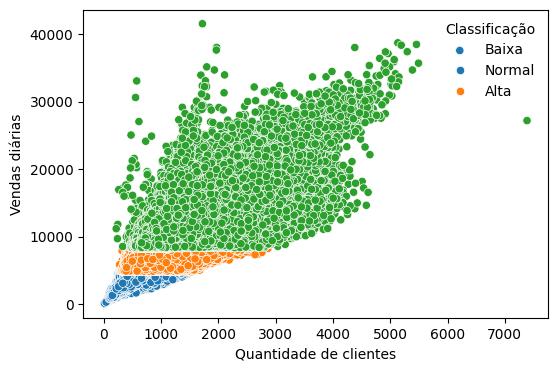 Classificação
Baixa
Normal
Alta
40000
30000
20000
10000
0
Vendas diárias
0 1000 2000 3000 4000 5000 6000 7000
Quantidade de clientes